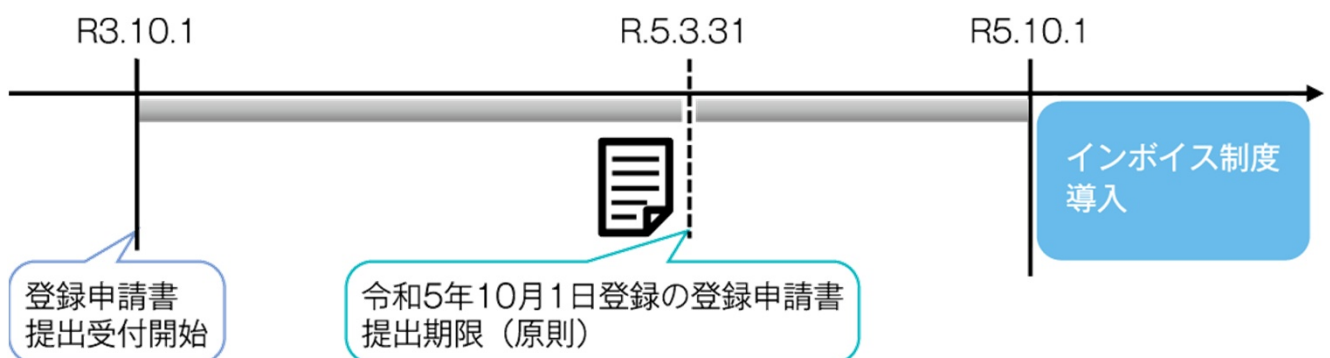 R3.10.1
R.5.3.31
R5.10.1
インボイス制度
導入
登録申請書
提出受付開始
令和5年10月1日登録の登録申請書
提出期限（原則）